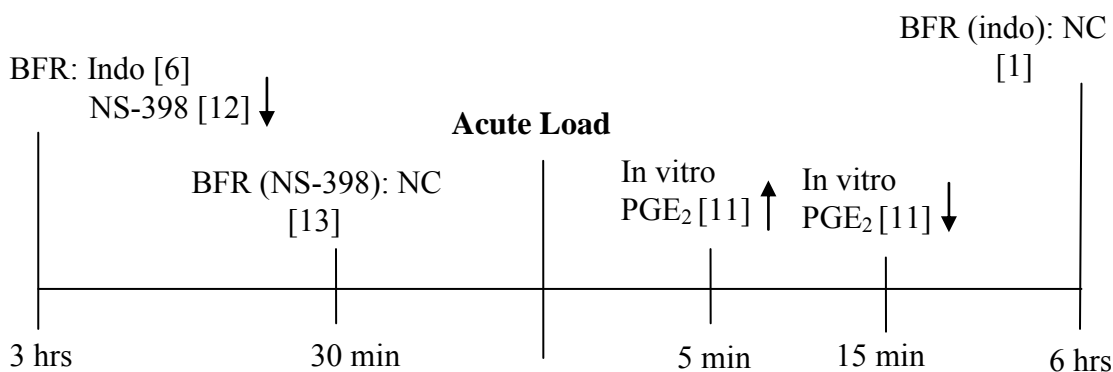 BFR (indo): NC
[1]
BFR: Indo [6]
NS-398 [12]
Acute Load
BFR (NS-398): NC
[13]
In vitro
PGE₂ [11]
In vitro
PGE₂ [11]
3 hrs
30 min
5 min
15 min
6 hrs